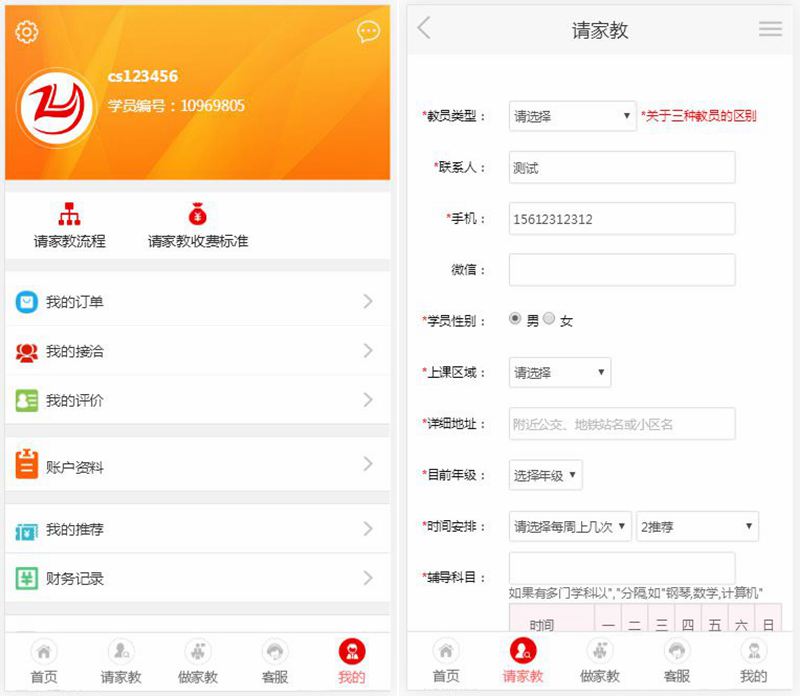 cs123456
学员编号：10969805
请家教流程
请家教收费标准
我的订单
我的接洽
我的评价
账户资料
我的推荐
财务记录
首页
请家教
做家教
客服
我的
请家教
*教员类型： 请选择 *关于三种教员的区别
*联系人： 测试
*手机： 15612312312
微信：
*学员性别： 男 女
*上课区域： 请选择
*详细地址： 附近公交、地铁站名或小区名
*目前年级： 选择年级
*时间安排： 请选择每周上几次 2推荐
*辅导科目：
如果有多门学科以","分隔,如"钢琴,数学,计算机"
时间 一 二 三 四 五 六 日
首页
请家教
做家教
客服
我的